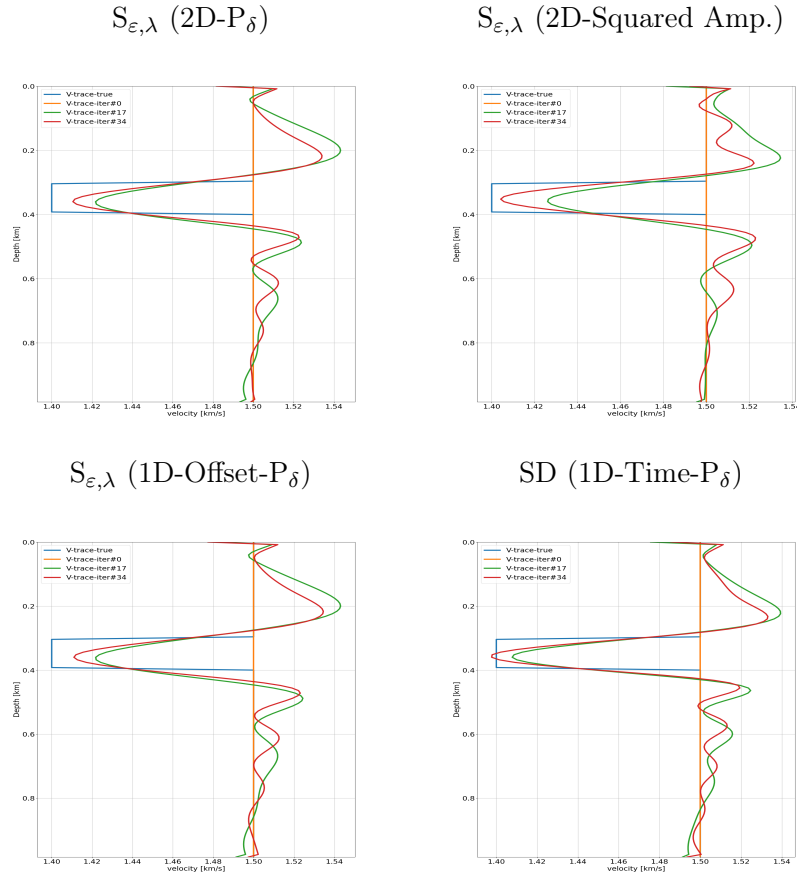 S_{ε,λ} (2D-P_δ)
S_{ε,λ} (2D-Squared Amp.)
V-trace-true
V-trace-iter#0
V-trace-iter#17
V-trace-iter#34
0.0
0.2
0.4
0.6
0.8
Depth [km]
1.40 1.42 1.44 1.46 1.48 1.50 1.52 1.54
velocity [km/s]
V-trace-true
V-trace-iter#0
V-trace-iter#17
V-trace-iter#34
0.0
0.2
0.4
0.6
0.8
Depth [km]
1.40 1.42 1.44 1.46 1.48 1.50 1.52 1.54
velocity [km/s]
S_{ε,λ} (1D-Offset-P_δ)
SD (1D-Time-P_δ)
V-trace-true
V-trace-iter#0
V-trace-iter#17
V-trace-iter#34
0.0
0.2
0.4
0.6
0.8
Depth [km]
1.40 1.42 1.44 1.46 1.48 1.50 1.52 1.54
velocity [km/s]
V-trace-true
V-trace-iter#0
V-trace-iter#17
V-trace-iter#34
0.0
0.2
0.4
0.6
0.8
Depth [km]
1.40 1.42 1.44 1.46 1.48 1.50 1.52 1.54
velocity [km/s]